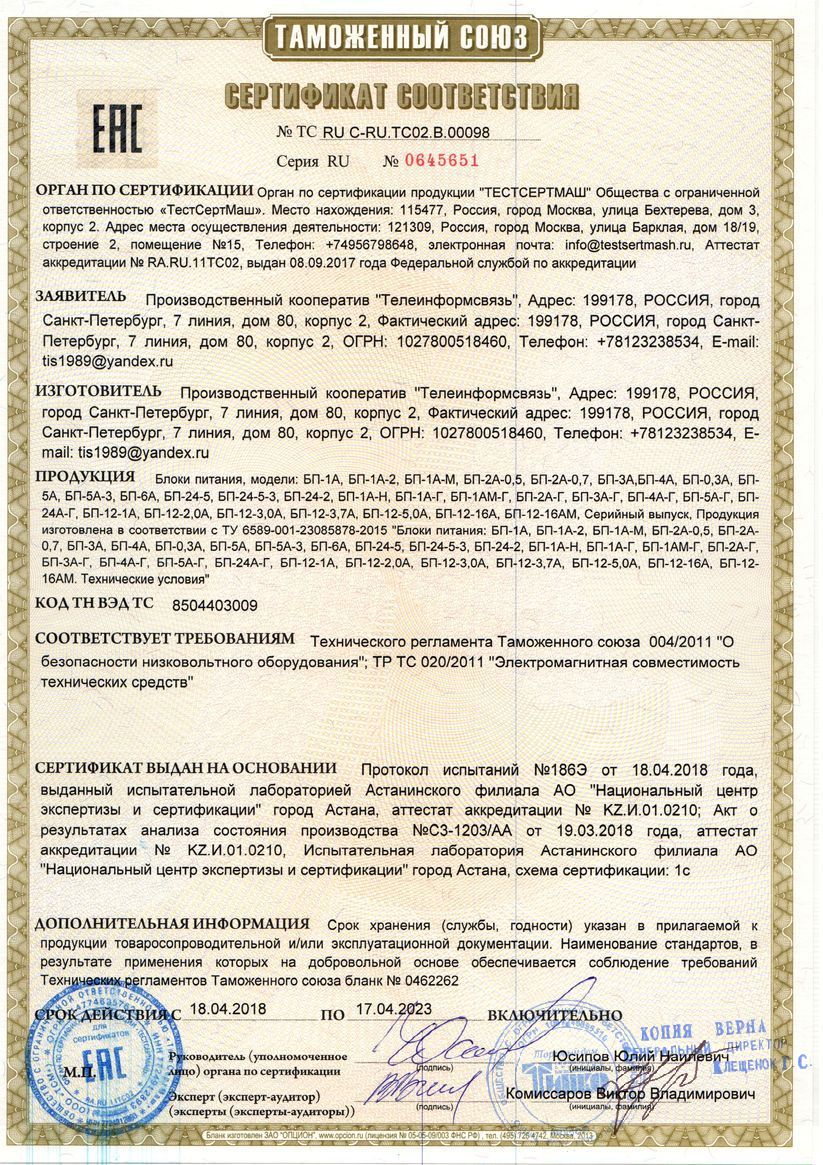 ТАМОЖЕННЫЙ СОЮЗ
СЕРТИФИКАТ СООТВЕТСТВИЯ
ЕАС
№ ТС RU C-RU.ТС02.В.00098
Серия RU № 0645651
ОРГАН ПО СЕРТИФИКАЦИИ Орган по сертификации продукции "ТЕСТСЕРТМАШ" Общества с ограниченной
ответственностью «ТестСертМаш». Место нахождения: 115477, Россия, город Москва, улица Бехтерева, дом 3,
корпус 2. Адрес места осуществления деятельности: 121309, Россия, город Москва, улица Барклая, дом 18/19,
строение 2, помещение №15, Телефон: +74956798648, электронная почта: info@testsertmash.ru, Аттестат
аккредитации № RA.RU.11ТС02, выдан 08.09.2017 года Федеральной службой по аккредитации
ЗАЯВИТЕЛЬ Производственный кооператив "Телеинформсвязь", Адрес: 199178, РОССИЯ, город
Санкт-Петербург, 7 линия, дом 80, корпус 2, Фактический адрес: 199178, РОССИЯ, город Санкт-
Петербург, 7 линия, дом 80, корпус 2, ОГРН: 1027800518460, Телефон: +78123238534, E-mail:
tis1989@yandex.ru
ИЗГОТОВИТЕЛЬ Производственный кооператив "Телеинформсвязь", Адрес: 199178, РОССИЯ,
город Санкт-Петербург, 7 линия, дом 80, корпус 2, Фактический адрес: 199178, РОССИЯ, город
Санкт-Петербург, 7 линия, дом 80, корпус 2, ОГРН: 1027800518460, Телефон: +78123238534, E-
mail: tis1989@yandex.ru
ПРОДУКЦИЯ Блоки питания, модели: БП-1А, БП-1А-2, БП-1А-М, БП-2А-0,5, БП-2А-0,7, БП-3А,БП-4А, БП-0,3А, БП-
5А, БП-5А-3, БП-6А, БП-24-5, БП-24-5-3, БП-24-2, БП-1А-Н, БП-1А-Г, БП-1АМ-Г, БП-2А-Г, БП-3А-Г, БП-4А-Г, БП-5А-Г, БП-
24А-Г, БП-12-1А, БП-12-2,0А, БП-12-3,0А, БП-12-3,7А, БП-12-5,0А, БП-12-16А, БП-12-16АМ, Серийный выпуск, Продукция
изготовлена в соответствии с ТУ 6589-001-23085878-2015 "Блоки питания: БП-1А, БП-1А-2, БП-1А-М, БП-2А-0,5, БП-2А-
0,7, БП-3А, БП-4А, БП-0,3А, БП-5А, БП-5А-3, БП-6А, БП-24-5, БП-24-5-3, БП-24-2, БП-1А-Н, БП-1А-Г, БП-1АМ-Г, БП-2А-Г,
БП-3А-Г, БП-4А-Г, БП-5А-Г, БП-24А-Г, БП-12-1А, БП-12-2,0А, БП-12-3,0А, БП-12-3,7А, БП-12-5,0А, БП-12-16А, БП-12-
16АМ. Технические условия"
КОД ТН ВЭД ТС 8504403009
СООТВЕТСТВУЕТ ТРЕБОВАНИЯМ Технического регламента Таможенного союза 004/2011 "О
безопасности низковольтного оборудования"; ТР ТС 020/2011 "Электромагнитная совместимость
технических средств"
СЕРТИФИКАТ ВЫДАН НА ОСНОВАНИИ Протокол испытаний №186Э от 18.04.2018 года,
выданный испытательной лабораторией Астанинского филиала АО "Национальный центр
экспертизы и сертификации" город Астана, аттестат аккредитации № KZ.И.01.0210; Акт о
результатах анализа состояния производства №СЗ-1203/АА от 19.03.2018 года, аттестат
аккредитации № KZ.И.01.0210, Испытательная лаборатория Астанинского филиала АО
"Национальный центр экспертизы и сертификации" город Астана, схема сертификации: 1с
ДОПОЛНИТЕЛЬНАЯ ИНФОРМАЦИЯ Срок хранения (службы, годности) указан в прилагаемой к
продукции товаросопроводительной и/или эксплуатационной документации. Наименование стандартов, в
результате применения которых на добровольной основе обеспечивается соблюдение требований
Технических регламентов Таможенного союза бланк № 0462262
СРОК ДЕЙСТВИЯ С 18.04.2018 ПО 17.04.2023 ВКЛЮЧИТЕЛЬНО
КОПИЯ ВЕРНА
ДИРЕКТОР
КЛЕЩЕНОК Г. С.
для
сертификатов
ЕАС
RA.RU.11ТС02
М.П.
Руководитель (уполномоченное
лицо) органа по сертификации
(подпись)
Юсипов Юлий Наилевич
(инициалы, фамилия)
Эксперт (эксперт-аудитор)
(эксперты (эксперты-аудиторы))
(подпись)
Комиссаров Виктор Владимирович
(инициалы, фамилия)
Бланк изготовлен ЗАО "ОПЦИОН", www.opcion.ru (лицензия № 05-05-09/003 ФНС РФ), тел. (495) 726 4742, Москва, 2013